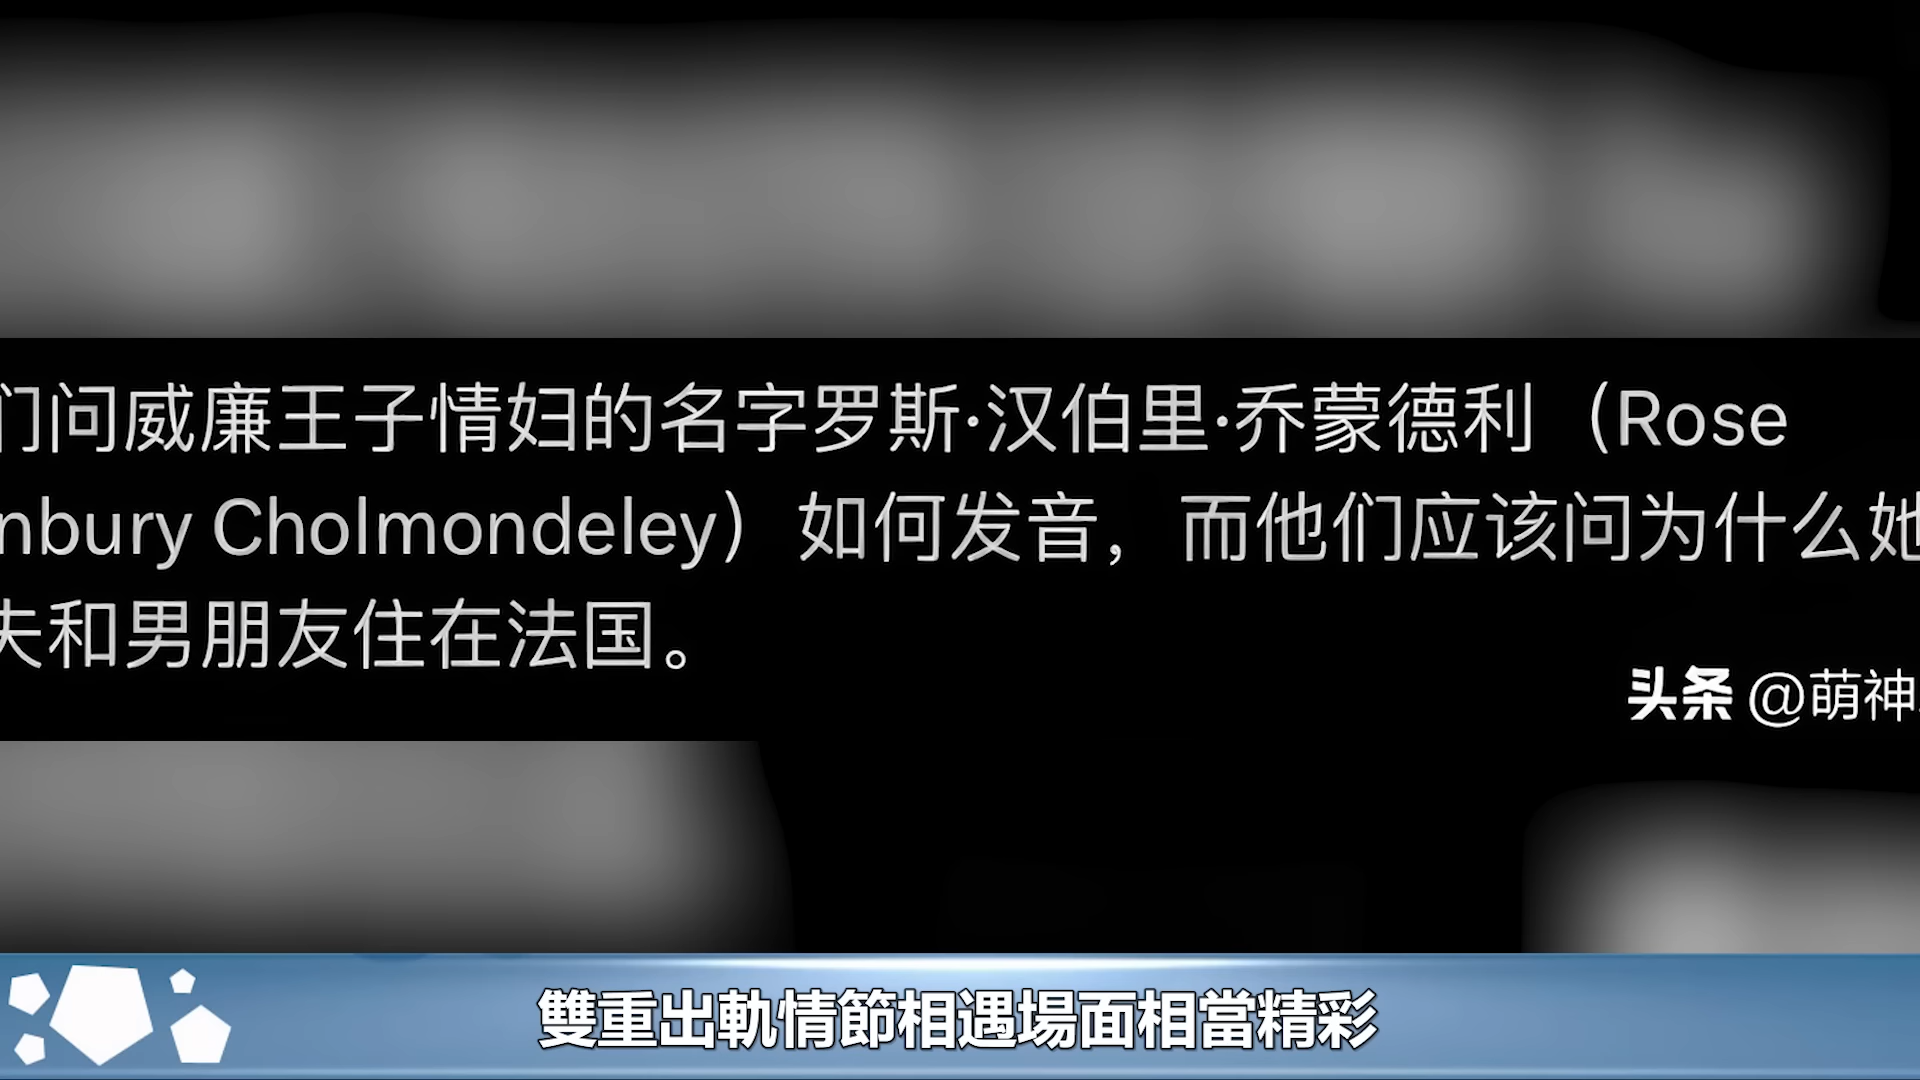 们问威廉王子情妇的名字罗斯·汉伯里·乔蒙德利（Rose
nbury Cholmondeley）如何发音，而他们应该问为什么她
夫和男朋友住在法国。
头条 @萌神
雙重出軌情節相遇場面相當精彩